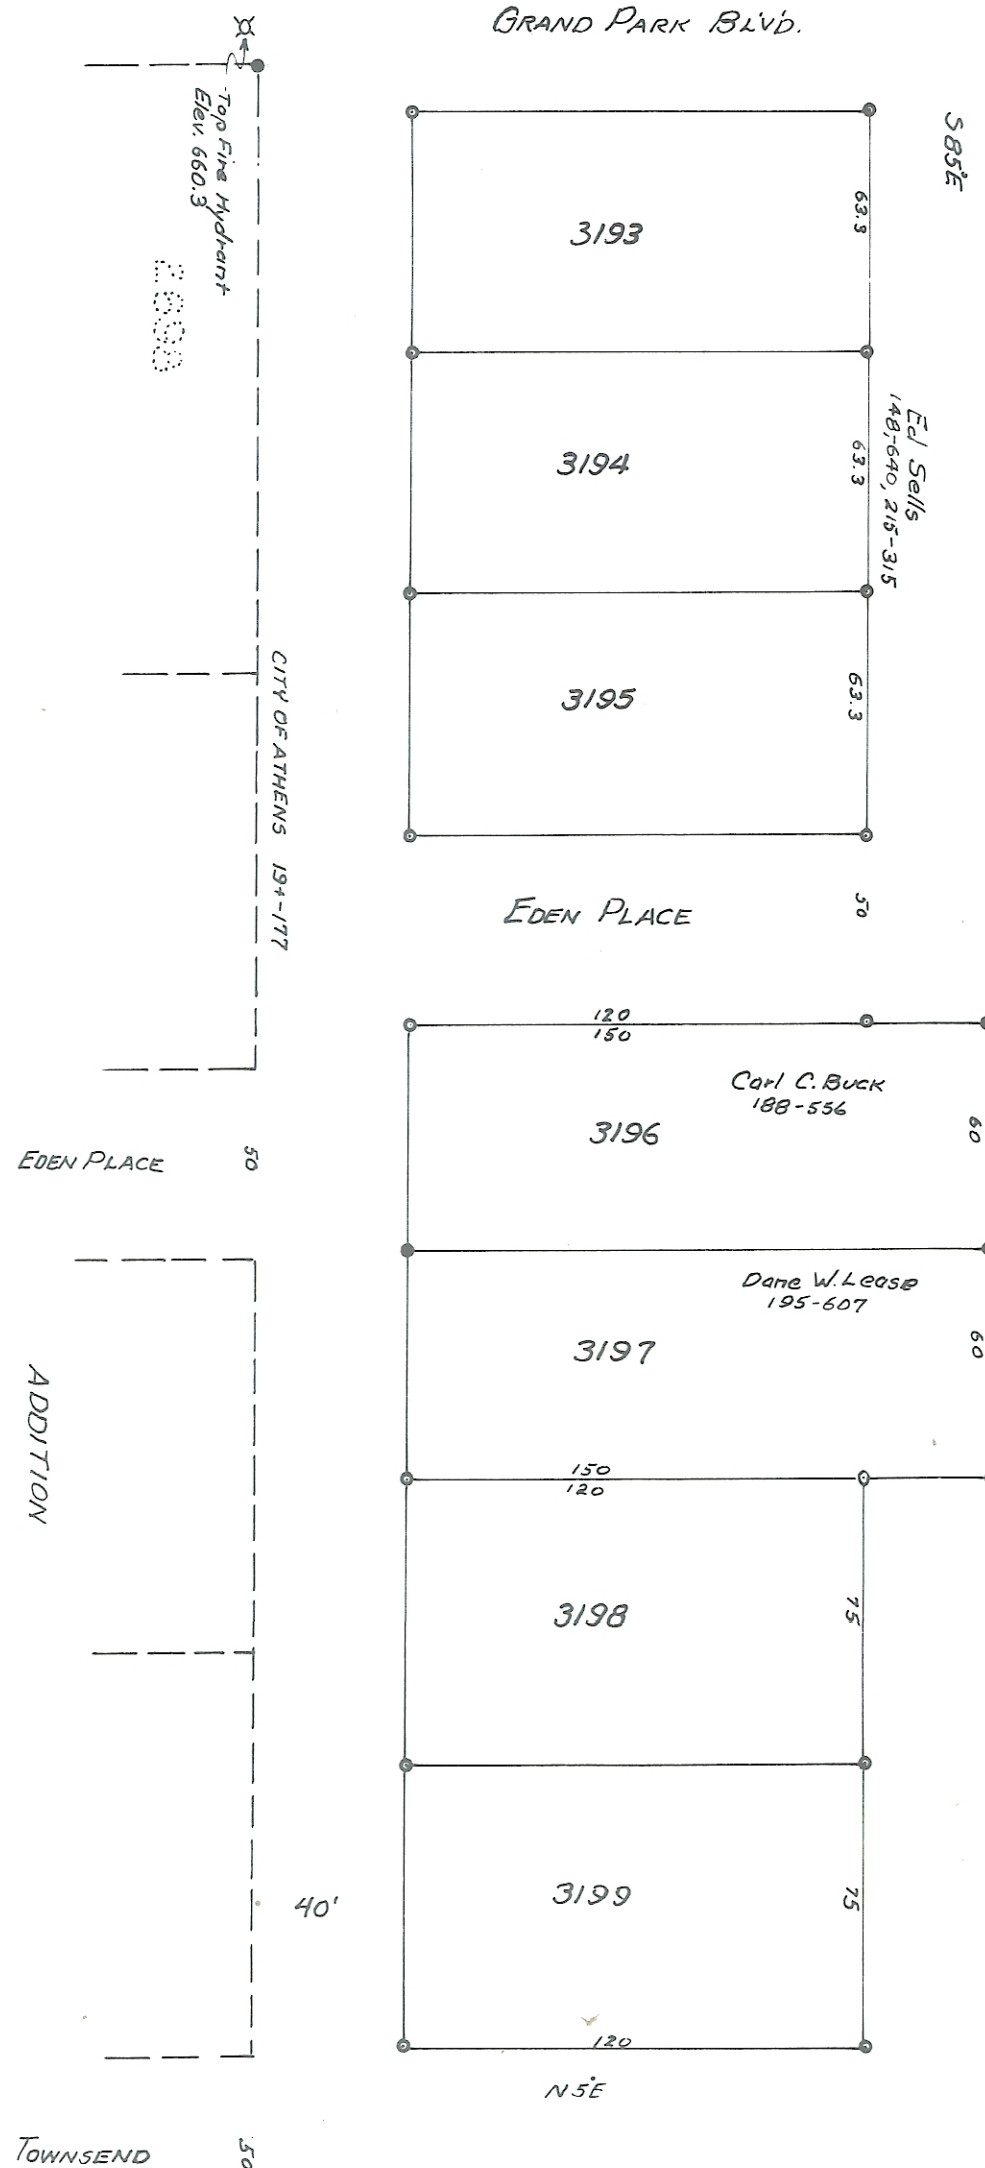 GRAND PARK BLVD.
S85°E
Top Fire Hydrant
Elev. 660.3
3193
63.3
3194
63.3
Ed Sells
148-640, 215-315
3195
63.3
CITY OF ATHENS 194-177
EDEN PLACE
50
120
150
Carl C. Buck
188-556
3196
60
EDEN PLACE
50
Dane W. Lease
195-607
3197
60
ADDITION
150
120
3198
75
3199
75
40'
120
N5°E
TOWNSEND
50